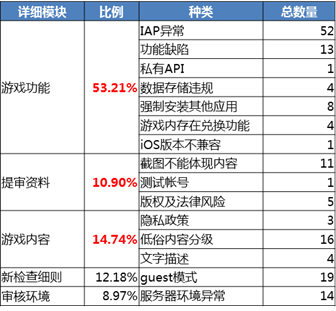 详细模块 比例 种类 总数量
游戏功能 53.21% IAP异常 52
功能缺陷 13
私有API 1
数据存储违规 4
强制安装其他应用 8
游戏内存在兑换功能 4
iOS版本不兼容 1
提审资料 10.90% 截图不能体现内容 11
测试帐号 1
版权及法律风险 5
游戏内容 14.74% 隐私政策 3
低俗内容分级 16
文字描述 4
新检查细则 12.18% guest模式 19
审核环境 8.97% 服务器环境异常 14